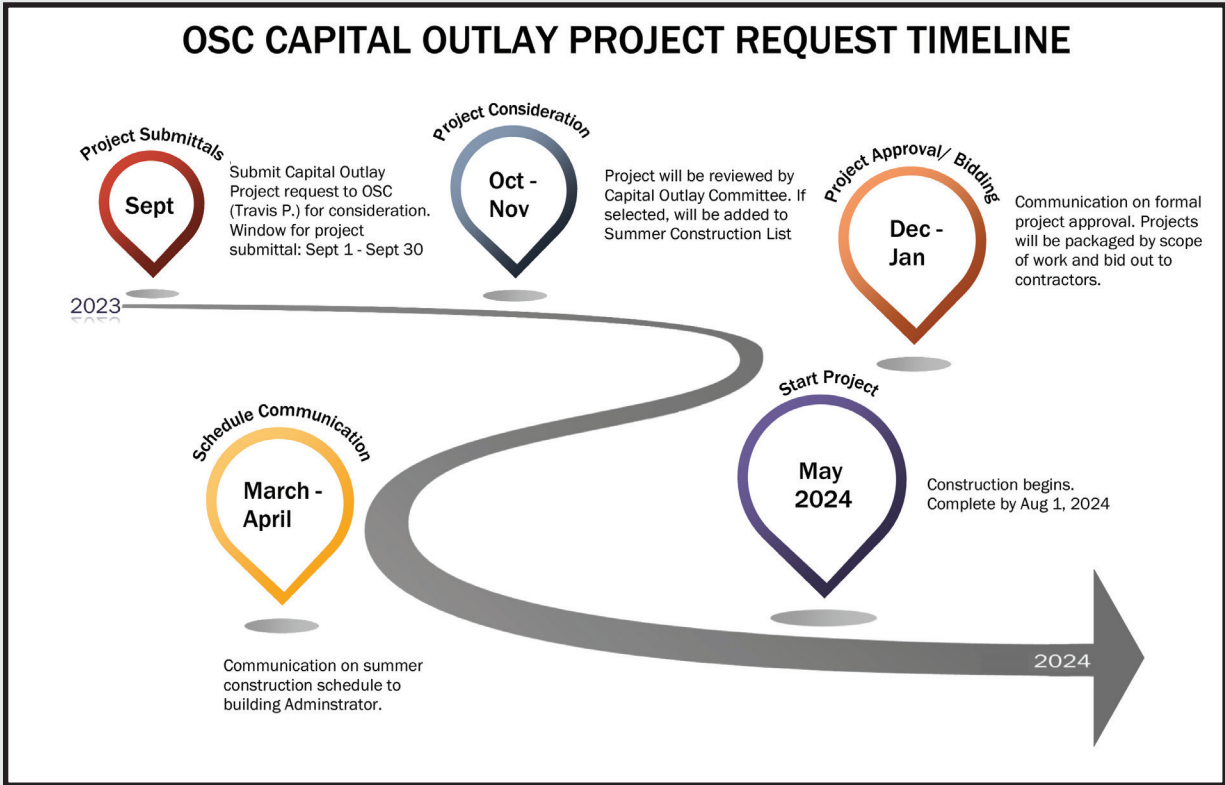 OSC CAPITAL OUTLAY PROJECT REQUEST TIMELINE
Project Submittals
Sept
Submit Capital Outlay
Project request to OSC
(Travis P.) for consideration.
Window for project
submittal: Sept 1 - Sept 30
Project Consideration
Oct -
Nov
Project will be reviewed by
Capital Outlay Committee. If
selected, will be added to
Summer Construction List
Project Approval/ Bidding
Dec -
Jan
Communication on formal
project approval. Projects
will be packaged by scope
of work and bid out to
contractors.
2023
Schedule Communication
March -
April
Communication on summer
construction schedule to
building Adminstrator.
Start Project
May
2024
Construction begins.
Complete by Aug 1, 2024
2024